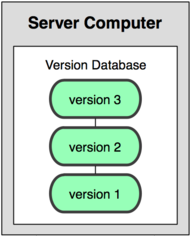 Server Computer
Version Database
version 3
version 2
version 1